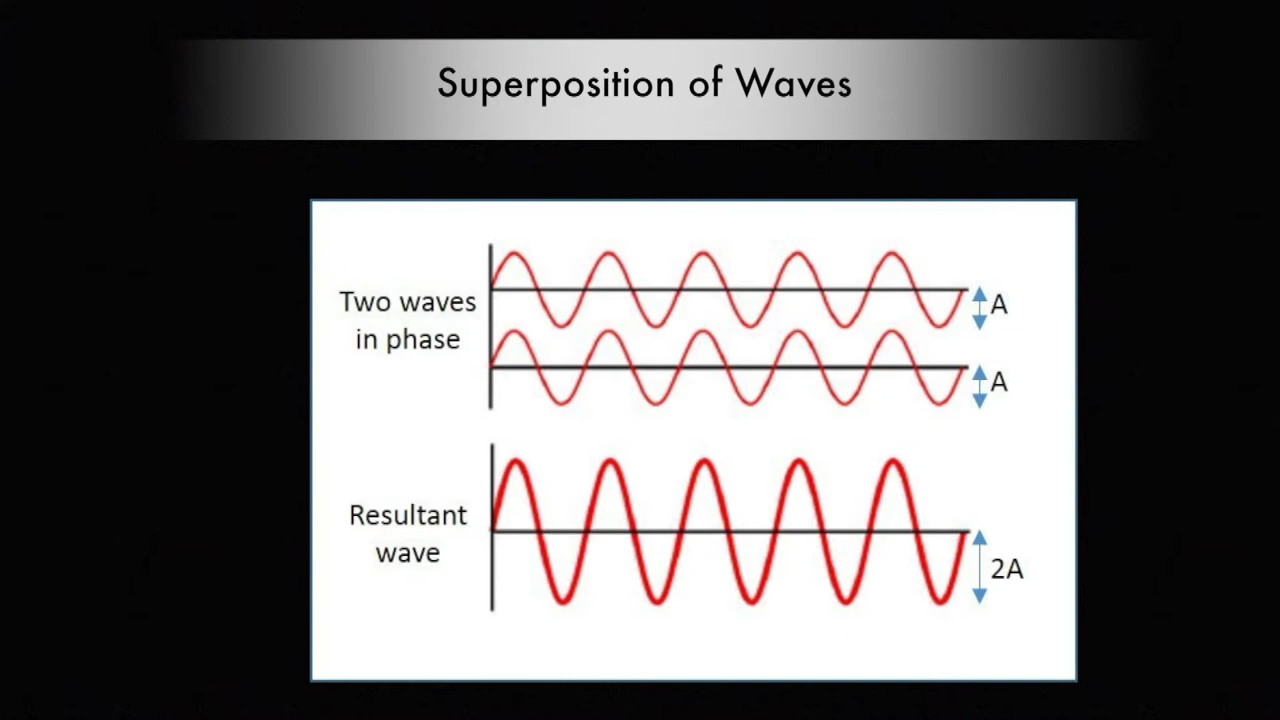 Superposition of Waves
Two waves
in phase
A
A
Resultant
wave
2A